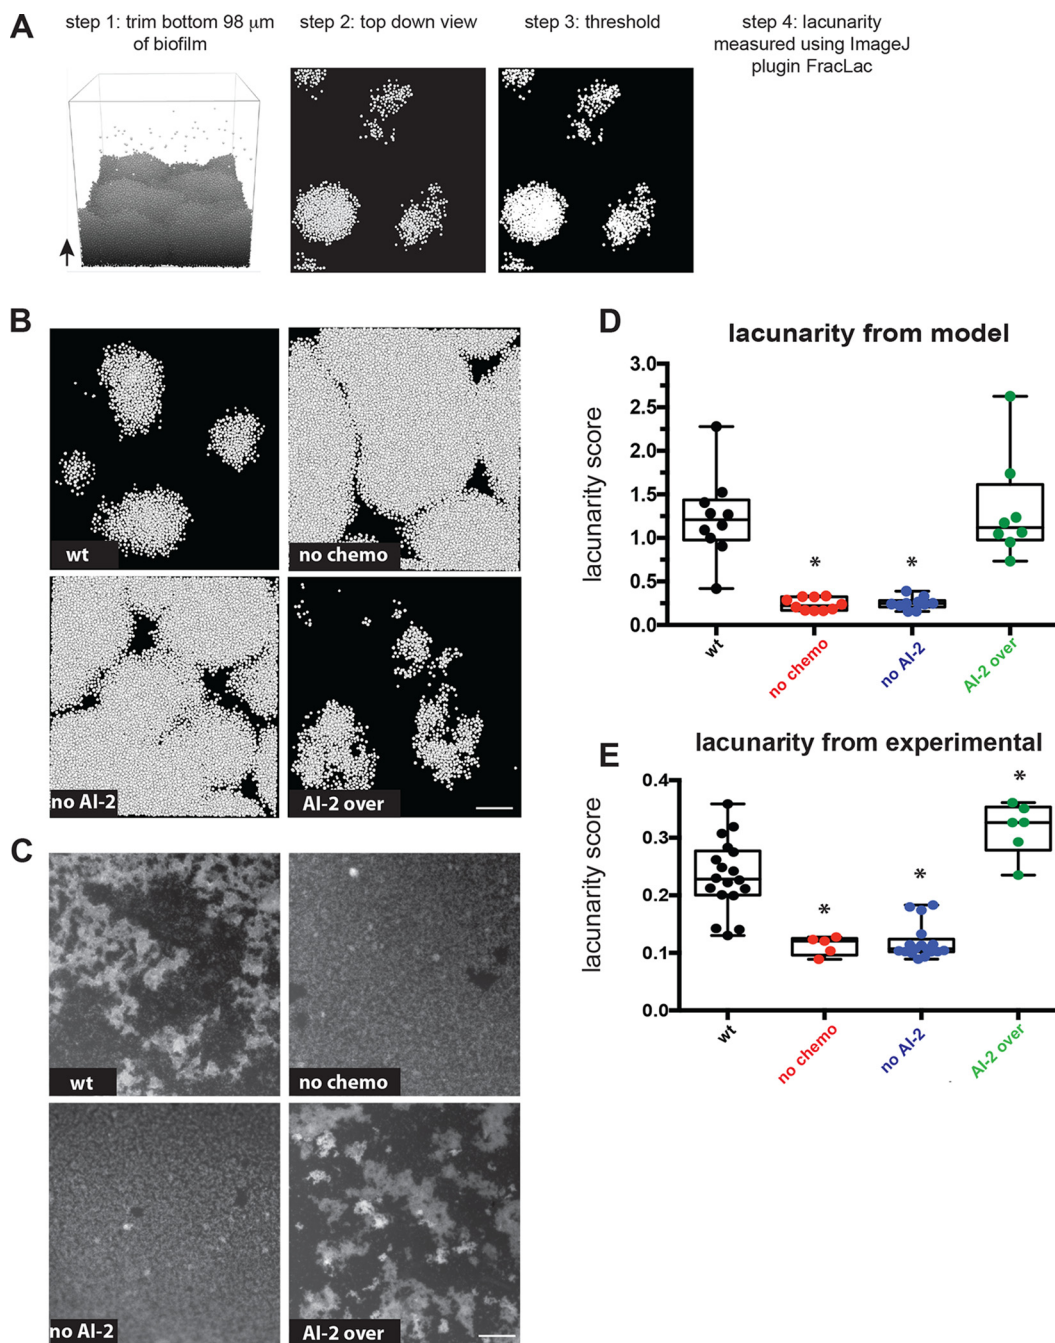 A
step 1: trim bottom 98 μm
of biofilm
step 2: top down view
step 3: threshold
step 4: lacunarity
measured using ImageJ
plugin FracLac
B
wt
no chemo
no AI-2
AI-2 over
C
wt
no chemo
no AI-2
AI-2 over
D
lacunarity from model
lacunarity score
3.0
2.5
2.0
1.5
1.0
0.5
0.0
*
*
wt
no chemo
no AI-2
AI-2 over
E
lacunarity from experimental
lacunarity score
0.4
0.3
0.2
0.1
0.0
*
*
*
wt
no chemo
no AI-2
AI-2 over